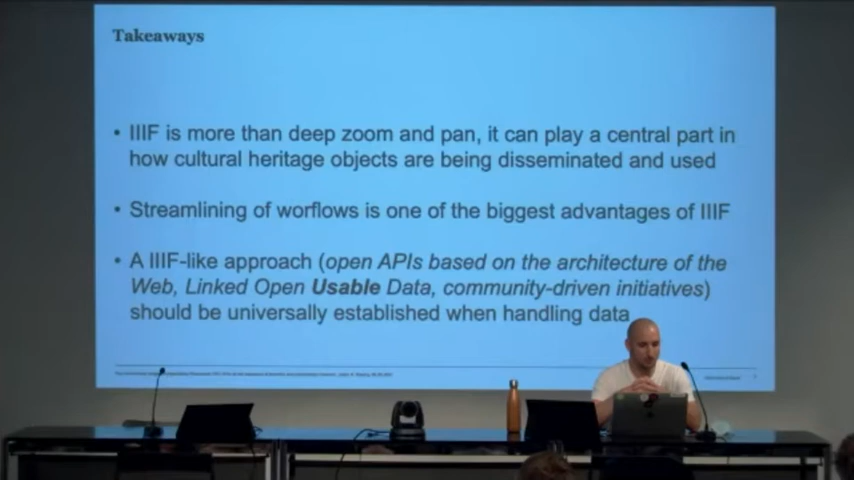 Takeaways
• IIIF is more than deep zoom and pan, it can play a central part in
how cultural heritage objects are being disseminated and used
• Streamlining of worflows is one of the biggest advantages of IIIF
• A IIIF-like approach (open APIs based on the architecture of the
Web, Linked Open Usable Data, community-driven initiatives)
should be universally established when handling data